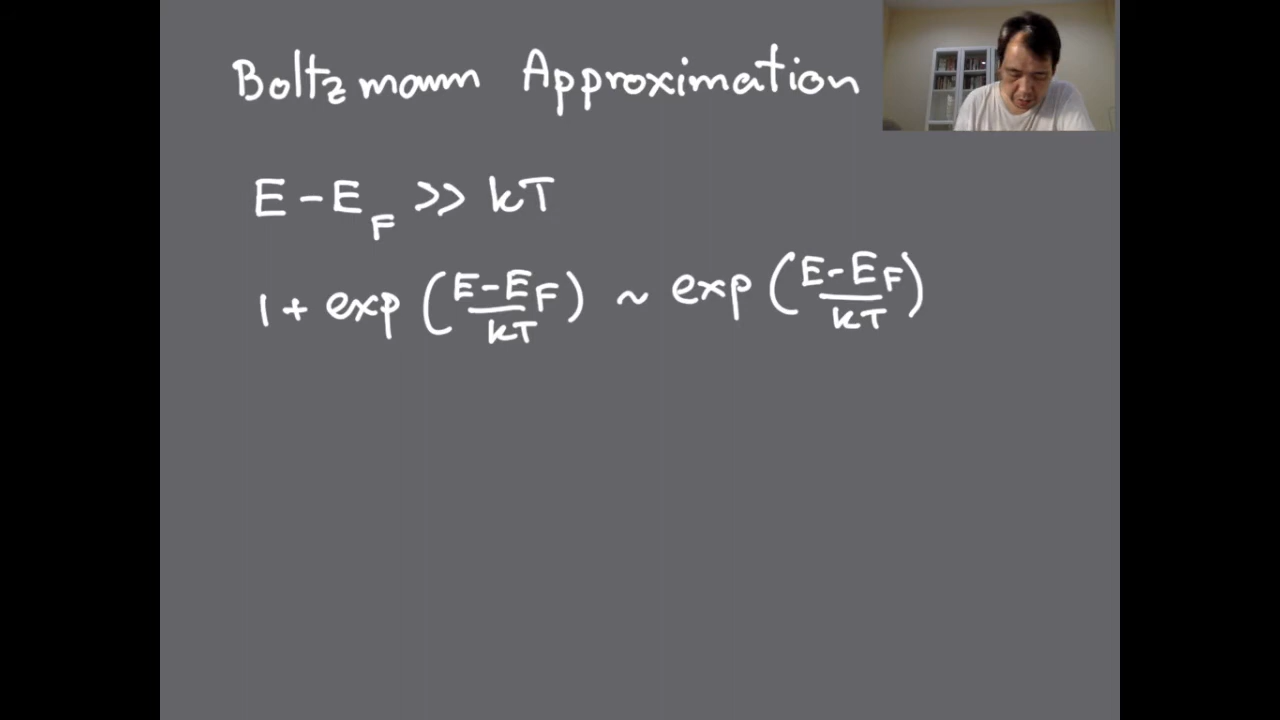 Boltzmann Approximation
E - E_F >> kT
1 + exp ((E - E_F)/kT) ~ exp ((E - E_F)/kT)